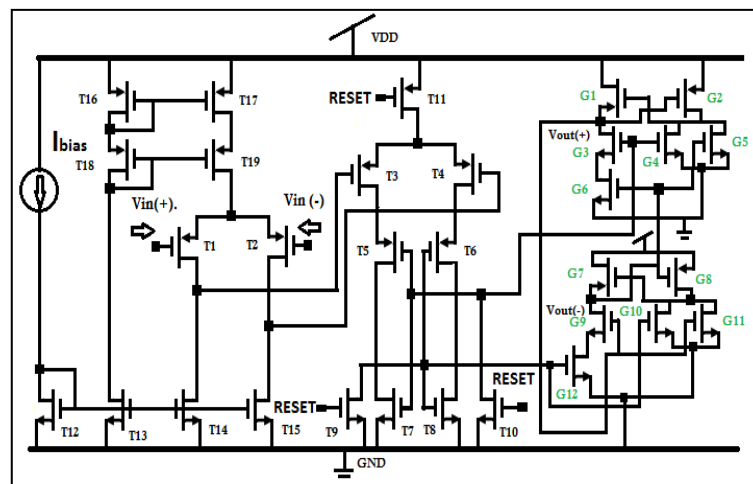 VDD
T16
T17
RESET
T11
G1
G2
Ibias
T18
T19
Vout(+)
G3
G4
G5
Vin(+).
Vin (-)
T3
T4
G6
T1
T2
T5
T6
G7
G8
Vout(-)
G9
G10
G11
RESET
RESET
G12
T12
T13
T14
T15
T9
T7
T8
T10
GND